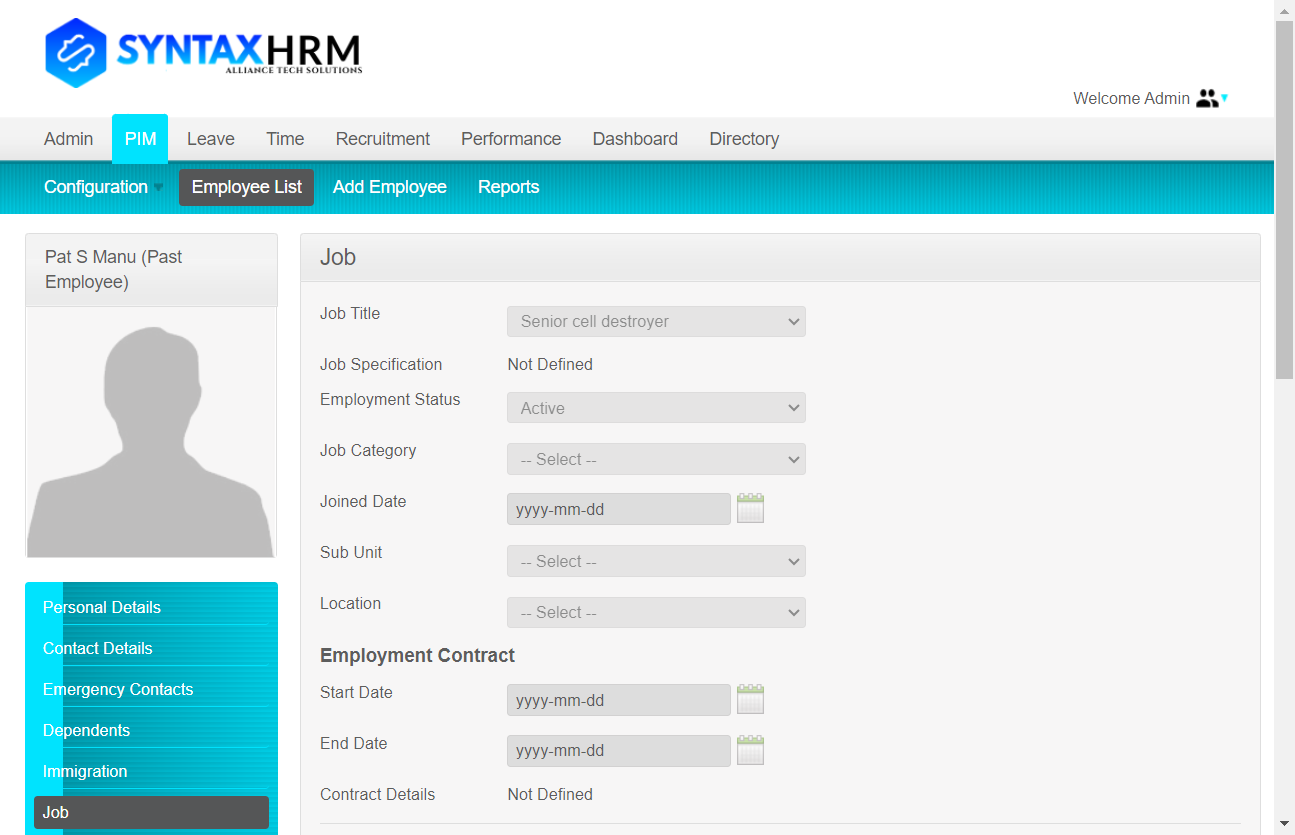 SYNTAXHRM
ALLIANCE TECH SOLUTIONS
Welcome Admin
Admin PIM Leave Time Recruitment Performance Dashboard Directory
Configuration Employee List Add Employee Reports
Pat S Manu (Past
Employee)
Personal Details
Contact Details
Emergency Contacts
Dependents
Immigration
Job
Job
Job Title Senior cell destroyer
Job Specification Not Defined
Employment Status Active
Job Category -- Select --
Joined Date yyyy-mm-dd
Sub Unit -- Select --
Location -- Select --
Employment Contract
Start Date yyyy-mm-dd
End Date yyyy-mm-dd
Contract Details Not Defined